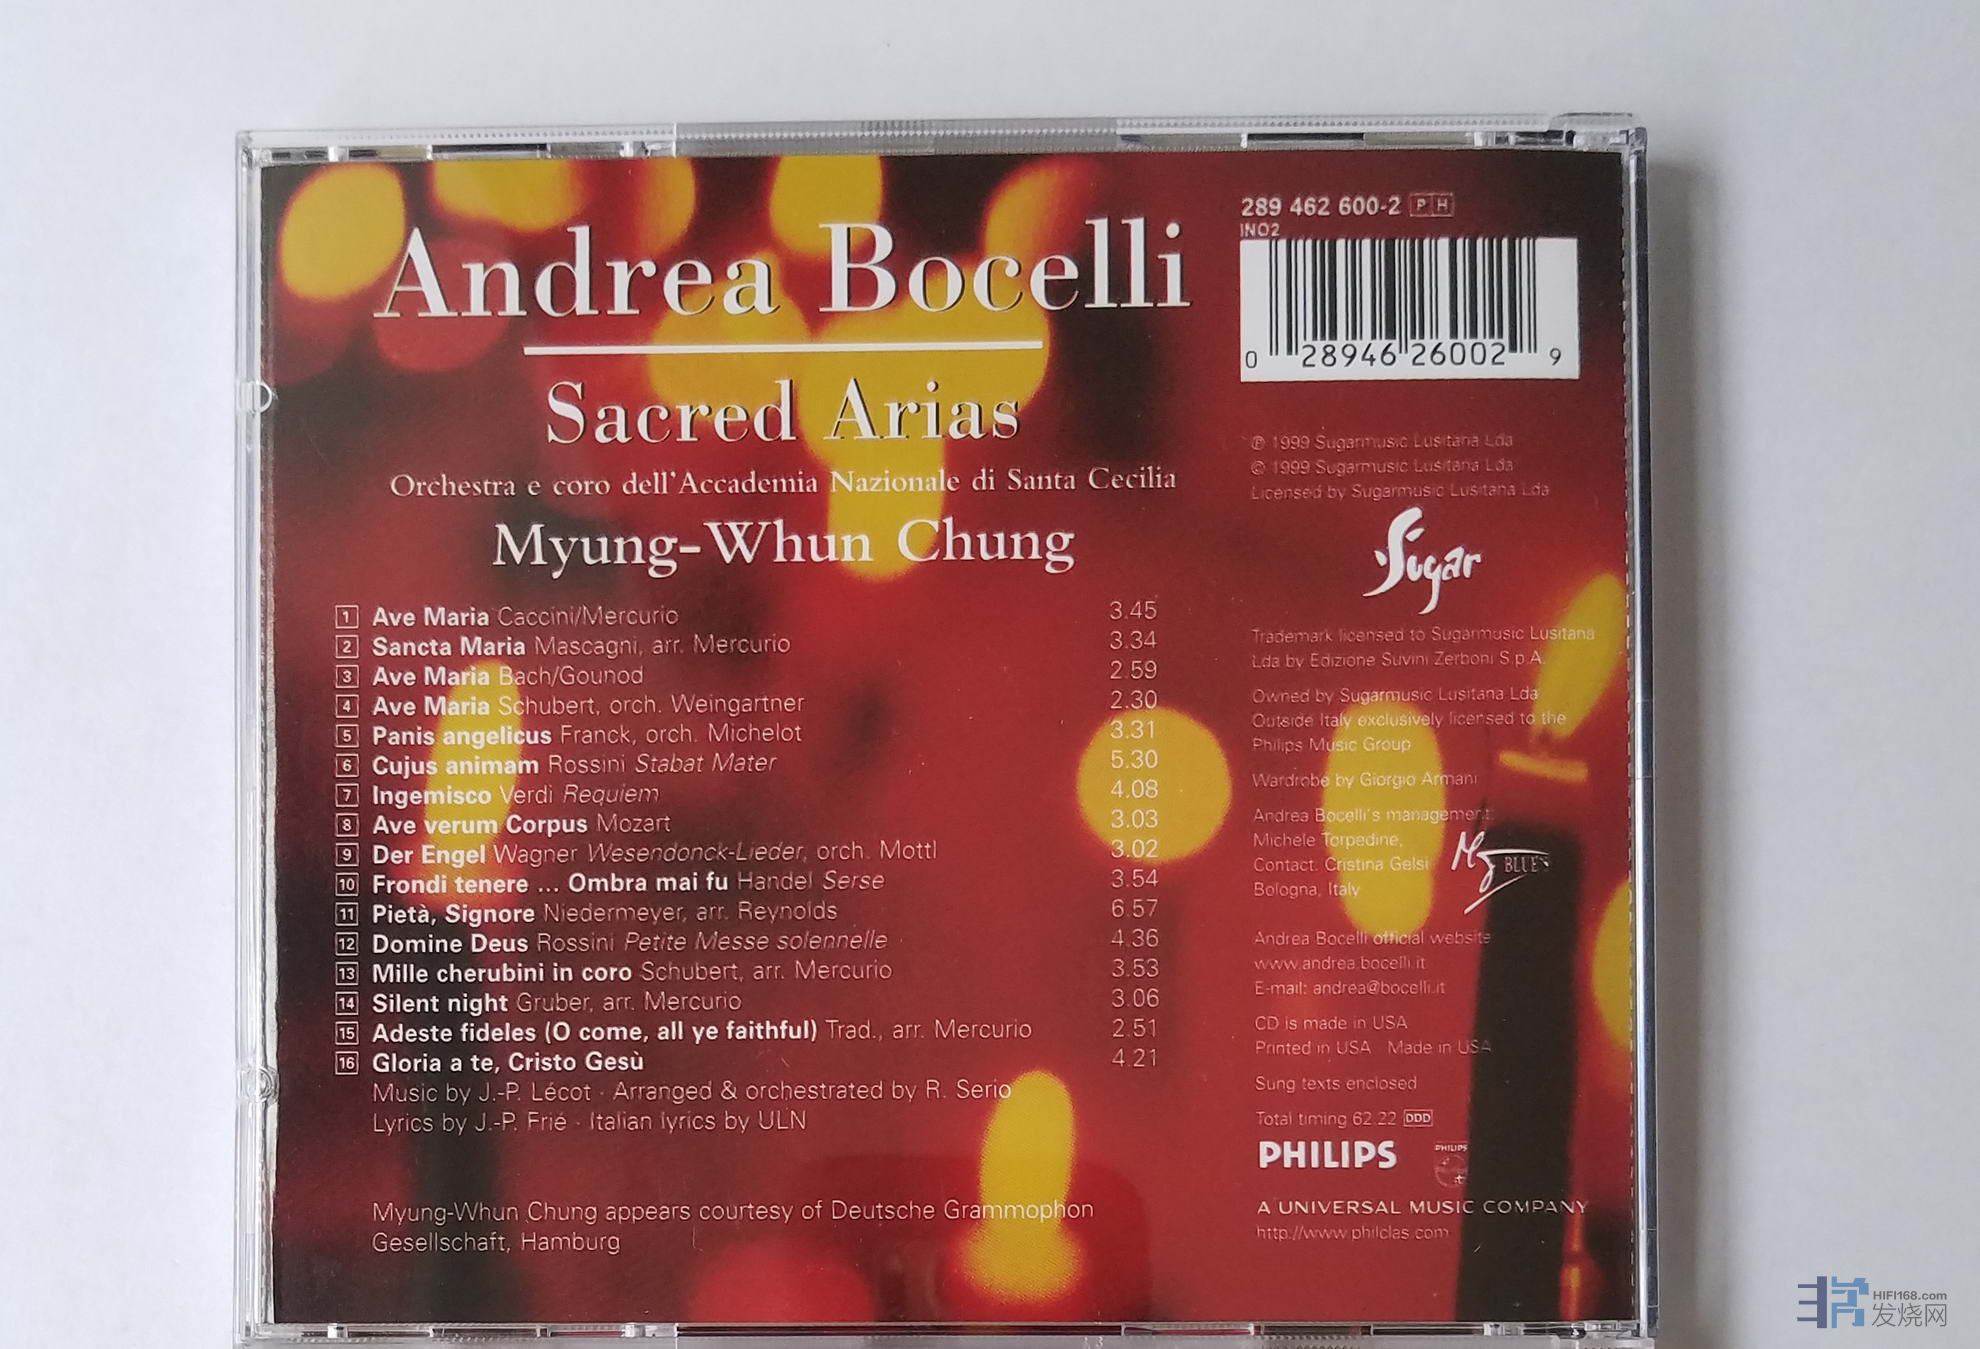 Andrea Bocelli
Sacred Arias
Orchestra e coro dell'Accademia Nazionale di Santa Cecilia
Myung-Whun Chung
1 Ave Maria Caccini/Mercurio 3.45
2 Sancta Maria Mascagni, arr. Mercurio 3.34
3 Ave Maria Bach/Gounod 2.59
4 Ave Maria Schubert, orch. Weingartner 2.30
5 Panis angelicus Franck, orch. Michelot 3.31
6 Cujus animam Rossini Stabat Mater 5.30
7 Ingemisco Verdi Requiem 4.08
8 Ave verum Corpus Mozart 3.03
9 Der Engel Wagner Wesendonck-Lieder, orch. Mottl 3.02
10 Frondi tenere ... Ombra mai fu Handel Serse 3.54
11 Pietà, Signore Niedermeyer, arr. Reynolds 6.57
12 Domine Deus Rossini Petite Messe solennelle 4.36
13 Mille cherubini in coro Schubert, arr. Mercurio 3.53
14 Silent night Gruber, arr. Mercurio 3.06
15 Adeste fideles (O come, all ye faithful) Trad., arr. Mercurio 2.51
16 Gloria a te, Cristo Gesù 4.21
Music by J.-P. Lécot · Arranged & orchestrated by R. Serio
Lyrics by J.-P. Frié · Italian lyrics by ULN
Myung-Whun Chung appears courtesy of Deutsche Grammophon
Gesellschaft, Hamburg
289 462 600-2 PH
INO2
0 28946 26002 9
℗ 1999 Sugarmusic Lusitana Lda
© 1999 Sugarmusic Lusitana Lda
Licensed by Sugarmusic Lusitana Lda
Sugar
Trademark licensed to Sugarmusic Lusitana
Lda by Edizione Suvini Zerboni S.p.A.
Owned by Sugarmusic Lusitana Lda
Outside Italy exclusively licensed to the
Philips Music Group
Wardrobe by Giorgio Armani
Andrea Bocelli's management:
Michele Torpedine,
Contact. Cristina Gelsi
Bologna, Italy
MZ BLUES
Andrea Bocelli official website
www.andrea.bocelli.it
E-mail: andrea@bocelli.it
CD is made in USA
Printed in USA Made in USA
Sung texts enclosed
Total timing 62.22 DDD
PHILIPS PHILIPS
A UNIVERSAL MUSIC COMPANY
http://www.philclas.com
HIFI168.com
发烧网